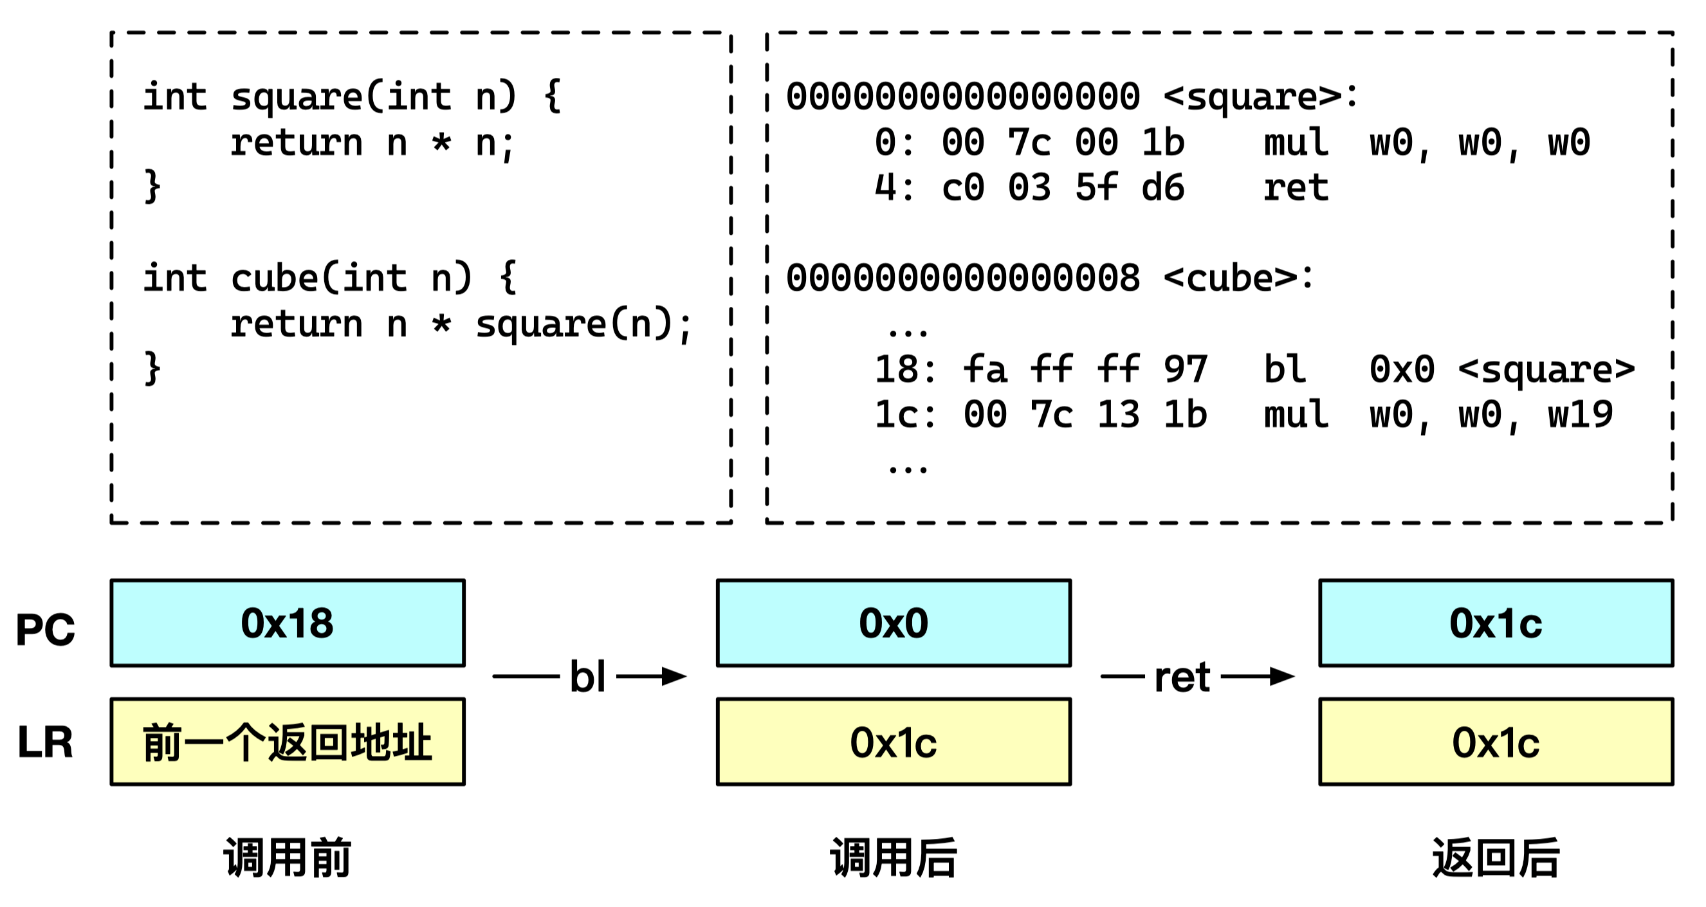 int square(int n) {
    return n * n;
}
int cube(int n) {
    return n * square(n);
}
0000000000000000 <square>:
    0: 00 7c 00 1b   mul  w0, w0, w0
    4: c0 03 5f d6   ret
0000000000000008 <cube>:
    ...
    18: fa ff ff 97  bl   0x0 <square>
    1c: 00 7c 13 1b  mul  w0, w0, w19
    ...
PC 0x18 0x0 0x1c
bl ret
LR 前一个返回地址 0x1c 0x1c
调用前 调用后 返回后